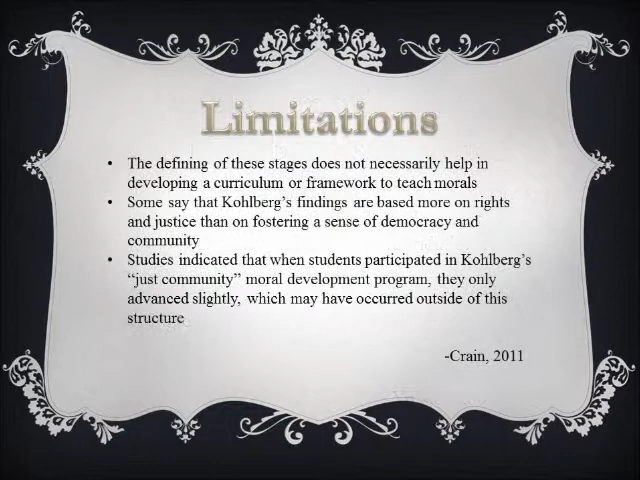 Limitations
• The defining of these stages does not necessarily help in
developing a curriculum or framework to teach morals
• Some say that Kohlberg’s findings are based more on rights
and justice than on fostering a sense of democracy and
community
• Studies indicated that when students participated in Kohlberg’s
“just community” moral development program, they only
advanced slightly, which may have occurred outside of this
structure
-Crain, 2011